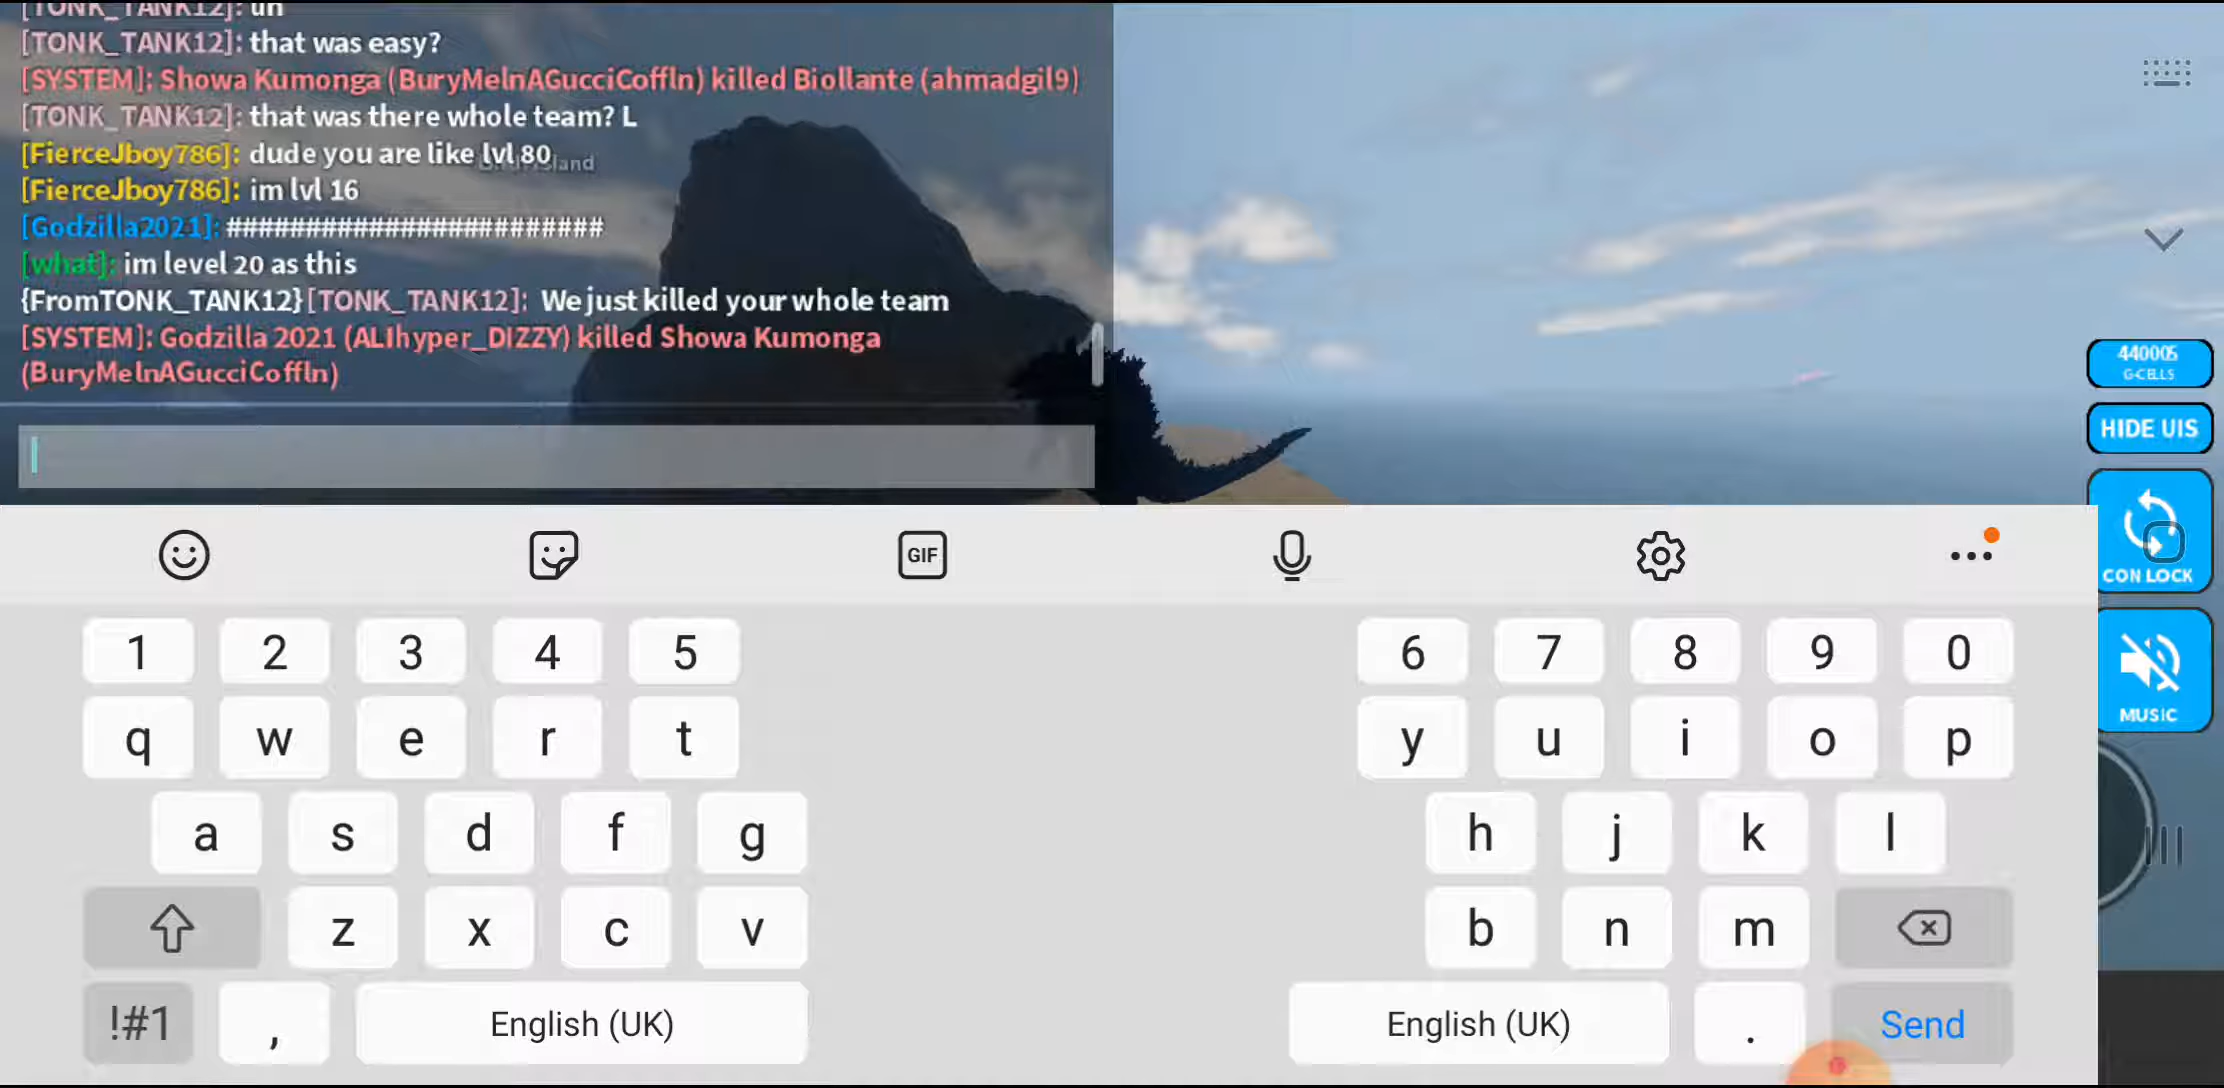 [TONK_TANK12]: uh
[TONK_TANK12]: that was easy?
[SYSTEM]: Showa Kumonga (BuryMeInAGucciCoffIn) killed Biollante (ahmadgil9)
[TONK_TANK12]: that was there whole team? L
[FierceJboy786]: dude you are like lvl 80
[FierceJboy786]: im lvl 16
[Godzilla2021]: ########################
[what]: im level 20 as this
{FromTONK_TANK12}[TONK_TANK12]: We just killed your whole team
[SYSTEM]: Godzilla 2021 (ALIhyper_DIZZY) killed Showa Kumonga
(BuryMeInAGucciCoffIn)
440005
G-CELLS
HIDE UIS
CON LOCK
MUSIC
GIF
1 2 3 4 5 6 7 8 9 0
q w e r t y u i o p
a s d f g h j k l
z x c v b n m
!#1 , English (UK) English (UK) . Send